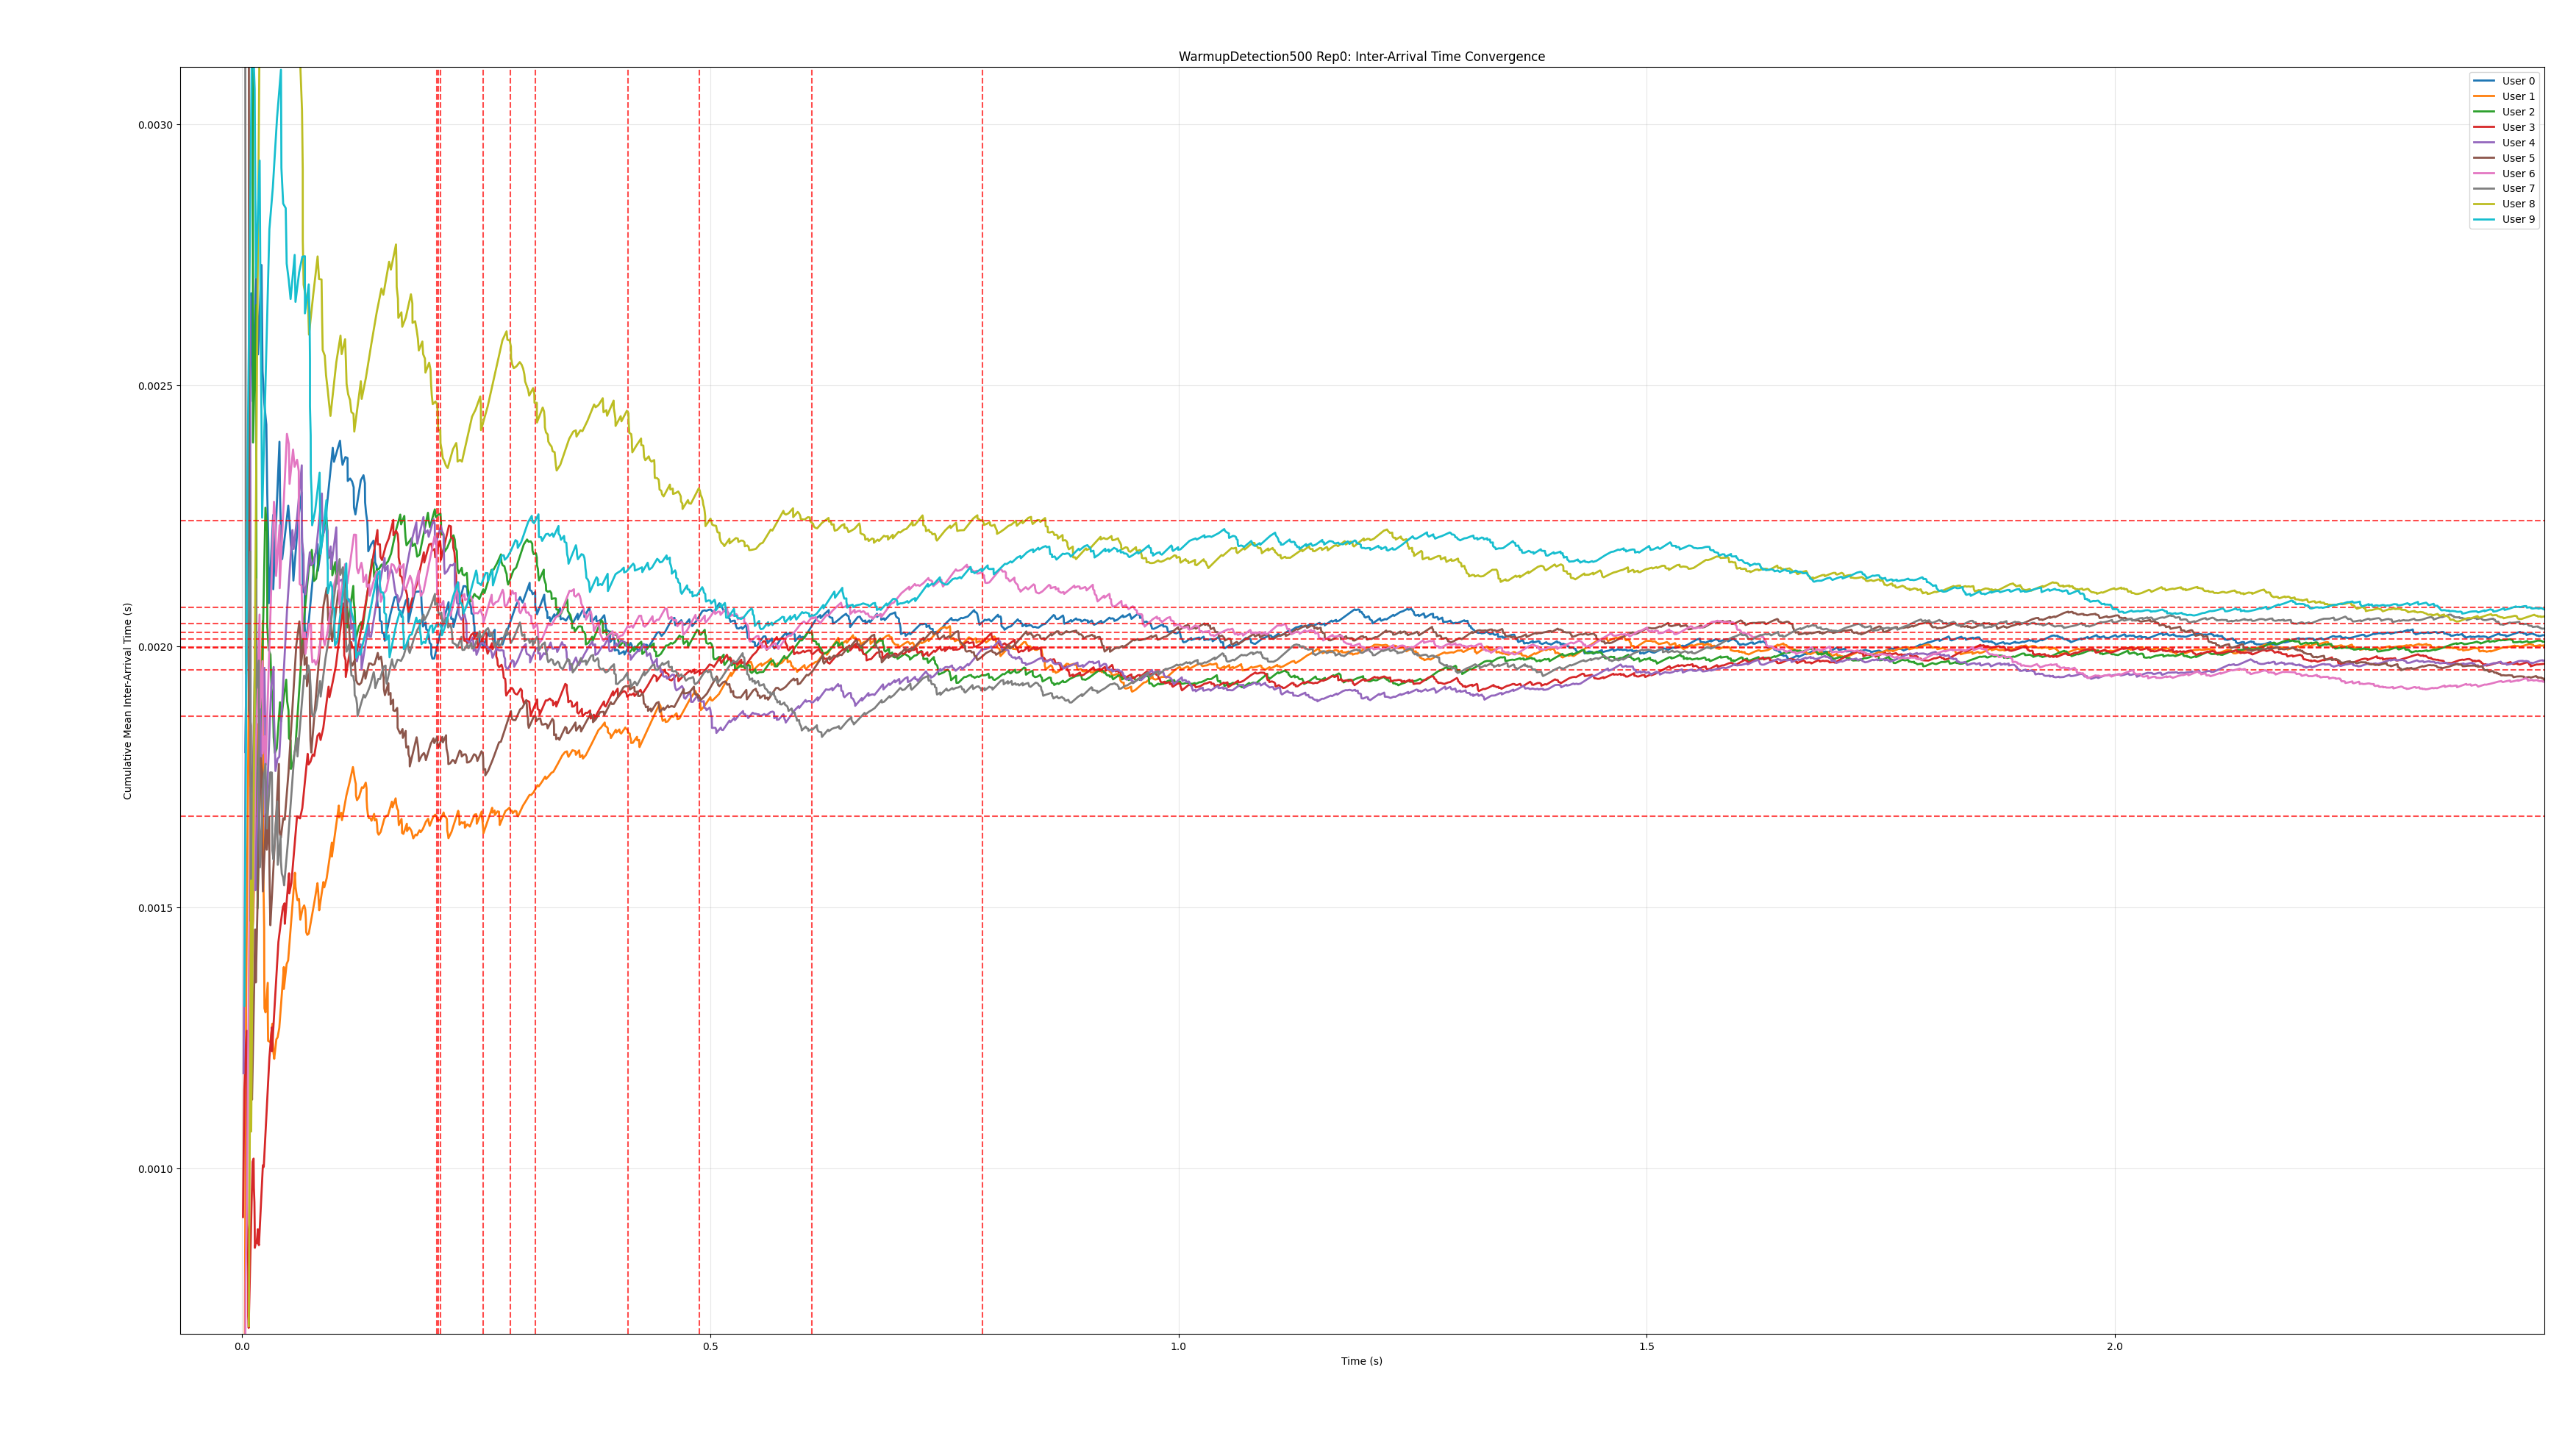 WarmupDetection500 Rep0: Inter-Arrival Time Convergence
User 0
User 1
User 2
User 3
User 4
User 5
User 6
User 7
User 8
User 9
0.0030
0.0025
0.0020
0.0015
0.0010
Cumulative Mean Inter-Arrival Time (s)
0.0
0.5
1.0
1.5
2.0
Time (s)